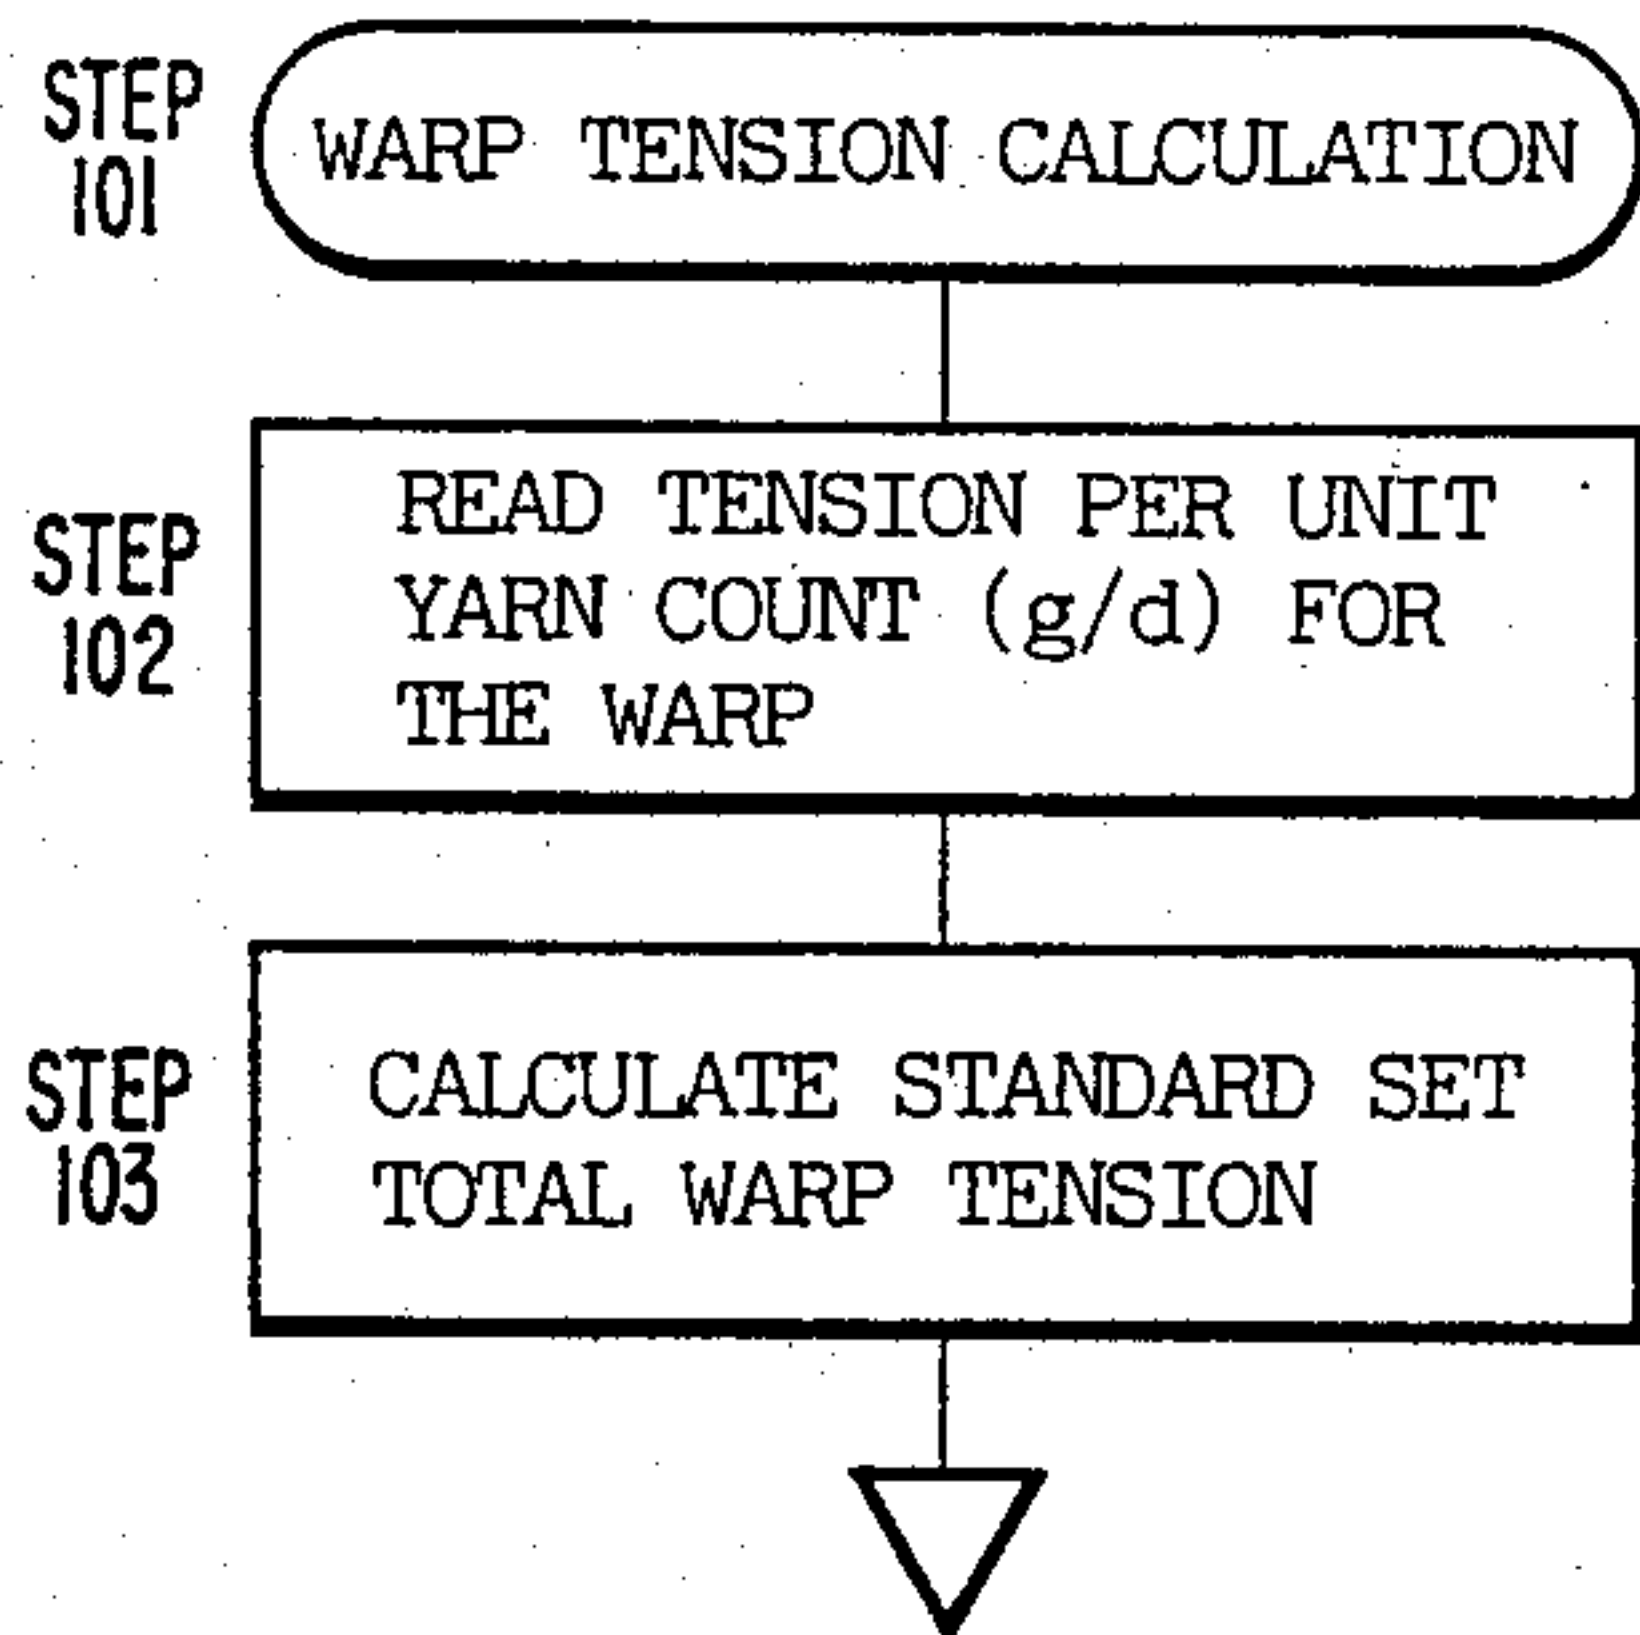 STEP
101
WARP TENSION CALCULATION
STEP
102
READ TENSION PER UNIT
YARN COUNT (g/d) FOR
THE WARP
STEP
103
CALCULATE STANDARD SET
TOTAL WARP TENSION